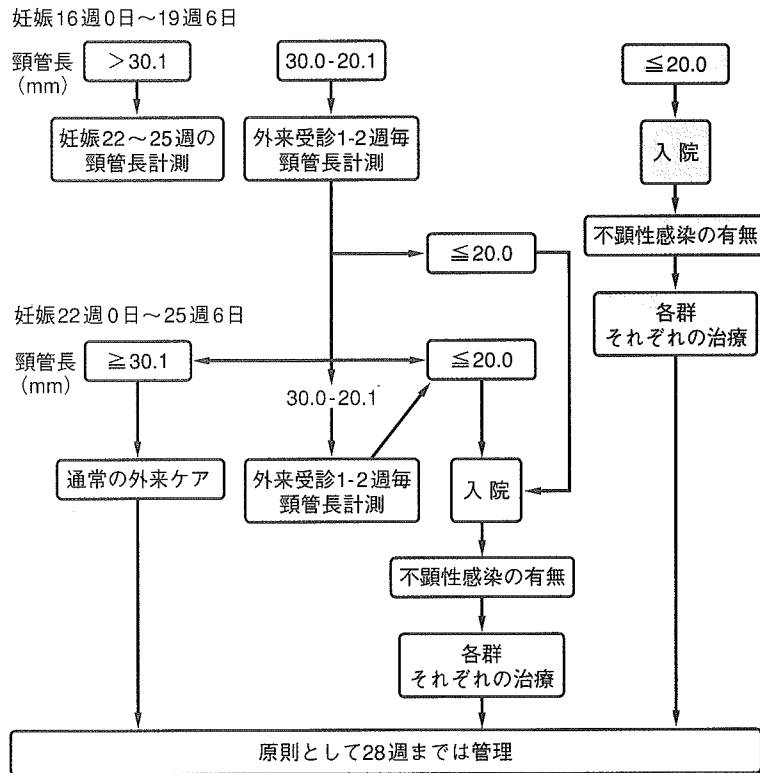 妊娠16週0日～19週6日
頸管長
（mm）
＞30.1
30.0-20.1
≦20.0
妊娠22～25週の
頸管長計測
外来受診1-2週毎
頸管長計測
入院
不顕性感染の有無
各群
それぞれの治療
≦20.0
妊娠22週0日～25週6日
頸管長
（mm）
≧30.1
30.0-20.1
≦20.0
通常の外来ケア
外来受診1-2週毎
頸管長計測
入院
不顕性感染の有無
各群
それぞれの治療
原則として28週までは管理